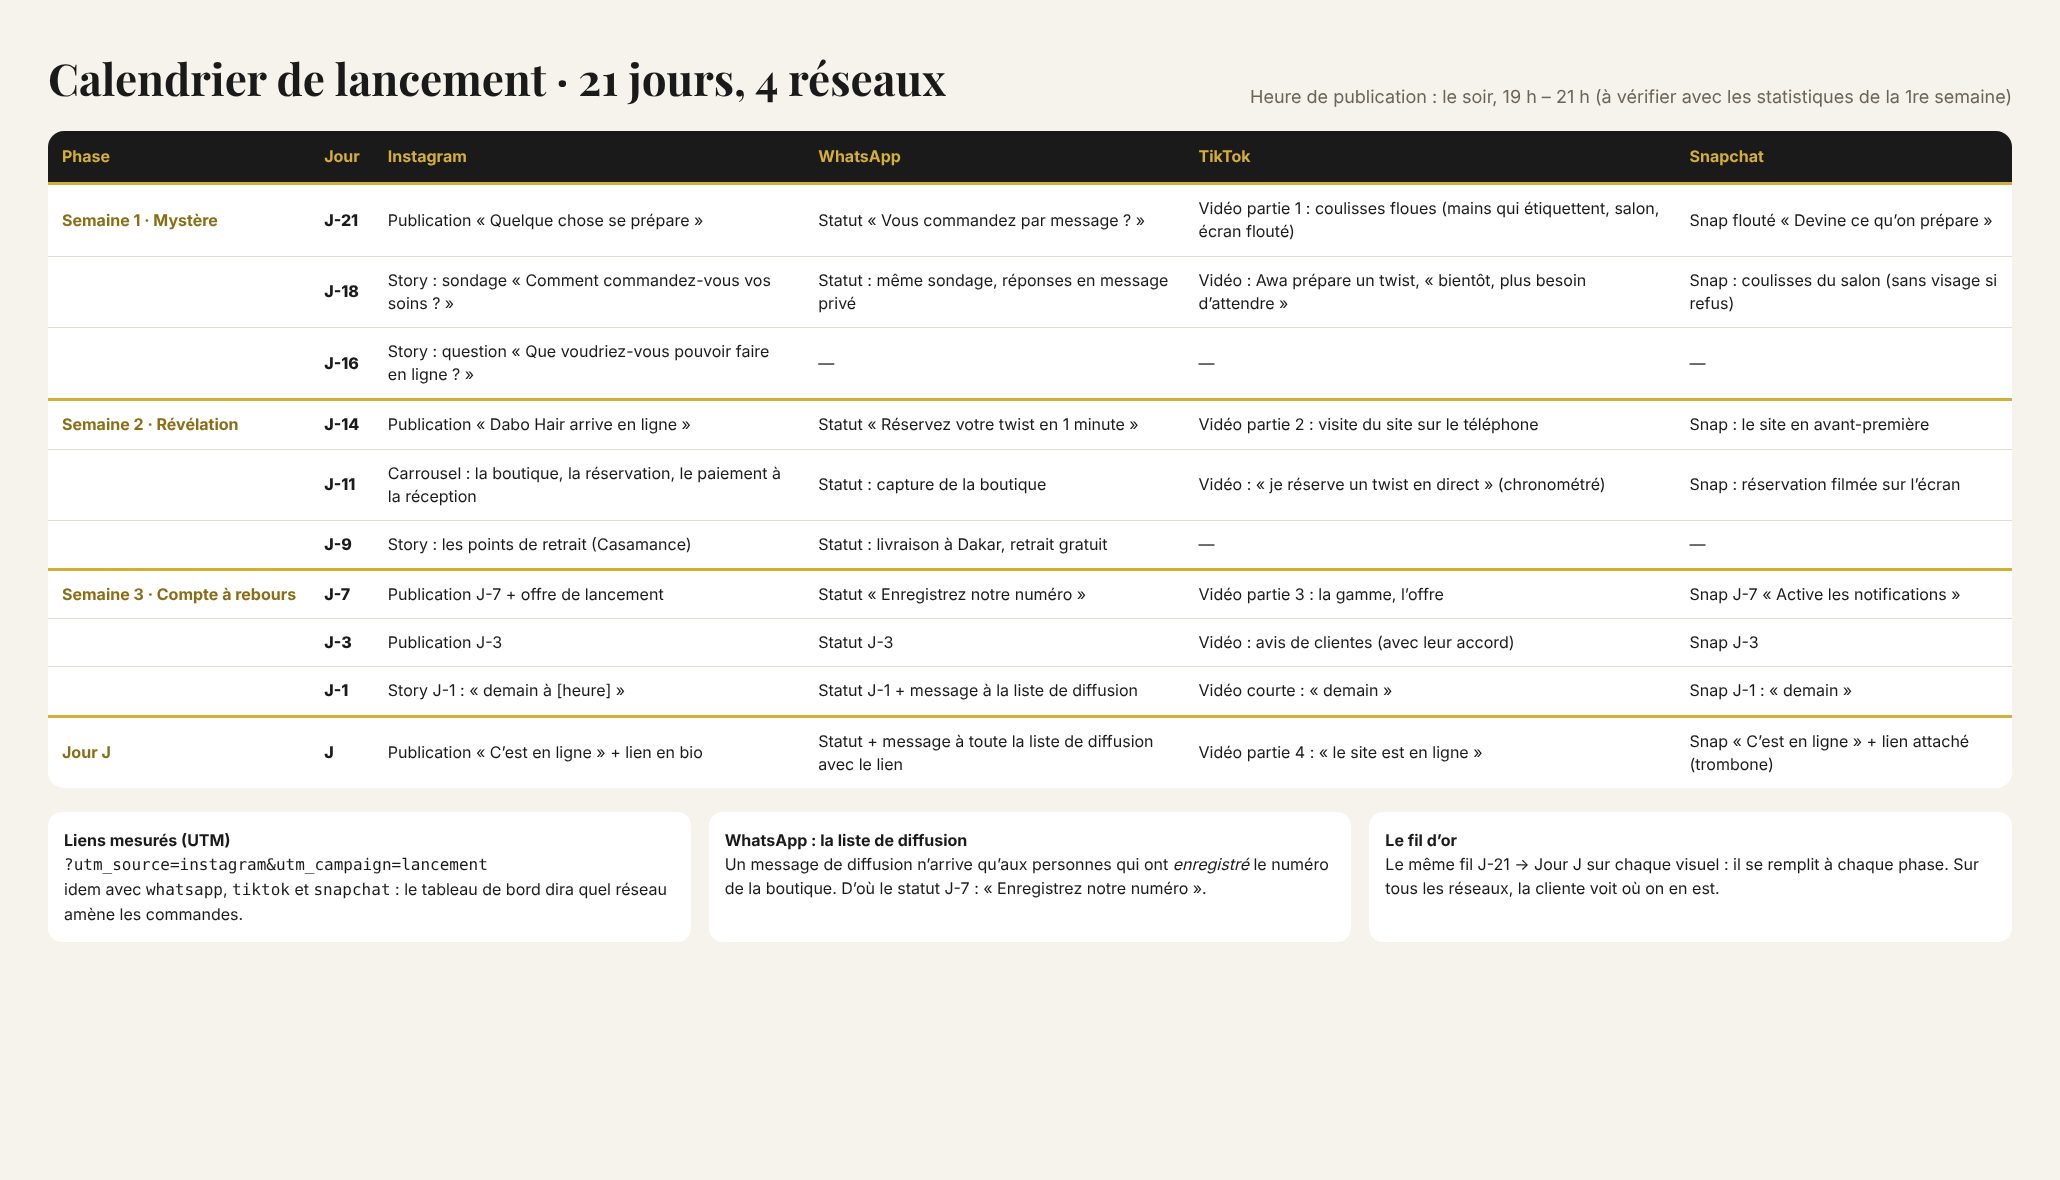 Calendrier de lancement · 21 jours, 4 réseaux
Heure de publication : le soir, 19 h – 21 h (à vérifier avec les statistiques de la 1re semaine)
Phase Jour Instagram WhatsApp TikTok Snapchat
Semaine 1 · Mystère
J-21
Publication « Quelque chose se prépare »
Statut « Vous commandez par message ? »
Vidéo partie 1 : coulisses floues (mains qui étiquettent, salon,
écran flouté)
Snap flouté « Devine ce qu’on prépare »
J-18
Story : sondage « Comment commandez-vous vos
soins ? »
Statut : même sondage, réponses en message
privé
Vidéo : Awa prépare un twist, « bientôt, plus besoin
d’attendre »
Snap : coulisses du salon (sans visage si
refus)
J-16
Story : question « Que voudriez-vous pouvoir faire
en ligne ? »
—
—
—
Semaine 2 · Révélation
J-14
Publication « Dabo Hair arrive en ligne »
Statut « Réservez votre twist en 1 minute »
Vidéo partie 2 : visite du site sur le téléphone
Snap : le site en avant-première
J-11
Carrousel : la boutique, la réservation, le paiement à
la réception
Statut : capture de la boutique
Vidéo : « je réserve un twist en direct » (chronométré)
Snap : réservation filmée sur l’écran
J-9
Story : les points de retrait (Casamance)
Statut : livraison à Dakar, retrait gratuit
—
—
Semaine 3 · Compte à rebours
J-7
Publication J-7 + offre de lancement
Statut « Enregistrez notre numéro »
Vidéo partie 3 : la gamme, l’offre
Snap J-7 « Active les notifications »
J-3
Publication J-3
Statut J-3
Vidéo : avis de clientes (avec leur accord)
Snap J-3
J-1
Story J-1 : « demain à [heure] »
Statut J-1 + message à la liste de diffusion
Vidéo courte : « demain »
Snap J-1 : « demain »
Jour J
J
Publication « C’est en ligne » + lien en bio
Statut + message à toute la liste de diffusion
avec le lien
Vidéo partie 4 : « le site est en ligne »
Snap « C’est en ligne » + lien attaché
(trombone)
Liens mesurés (UTM)
?utm_source=instagram&utm_campaign=lancement
idem avec whatsapp, tiktok et snapchat : le tableau de bord dira quel réseau
amène les commandes.
WhatsApp : la liste de diffusion
Un message de diffusion n’arrive qu’aux personnes qui ont enregistré le numéro
de la boutique. D’où le statut J-7 : « Enregistrez notre numéro ».
Le fil d’or
Le même fil J-21 → Jour J sur chaque visuel : il se remplit à chaque phase. Sur
tous les réseaux, la cliente voit où on en est.